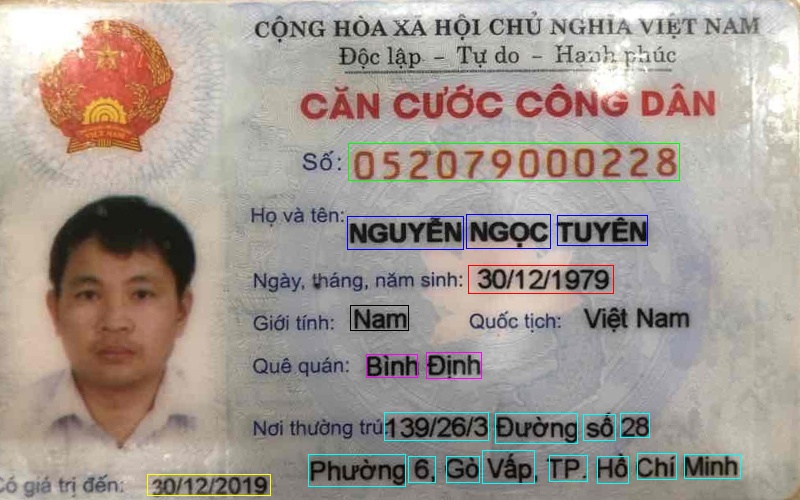 CỘNG HÒA XÃ HỘI CHỦ NGHĨA VIỆT NAM
Độc lập - Tự do - Hạnh phúc
CĂN CƯỚC CÔNG DÂN
Số: 052079000228
Họ và tên: NGUYỄN NGỌC TUYÊN
Ngày, tháng, năm sinh: 30/12/1979
Giới tính: Nam Quốc tịch: Việt Nam
Quê quán: Bình Định
Nơi thường trú: 139/26/3 Đường số 28
Phường 6, Gò Vấp, TP. Hồ Chí Minh
Có giá trị đến: 30/12/2019
VIỆT NAM